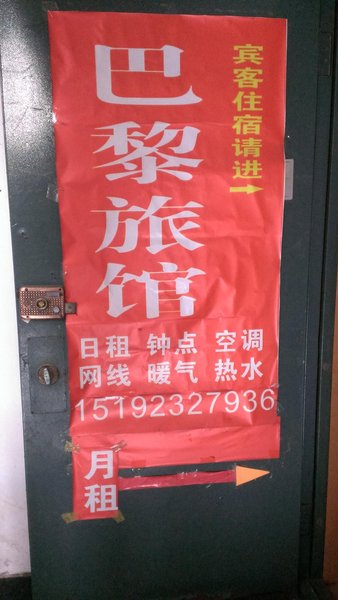 巴黎旅馆
宾客住宿请进
日租 钟点 空调
网线 暖气 热水
15192327936
月租